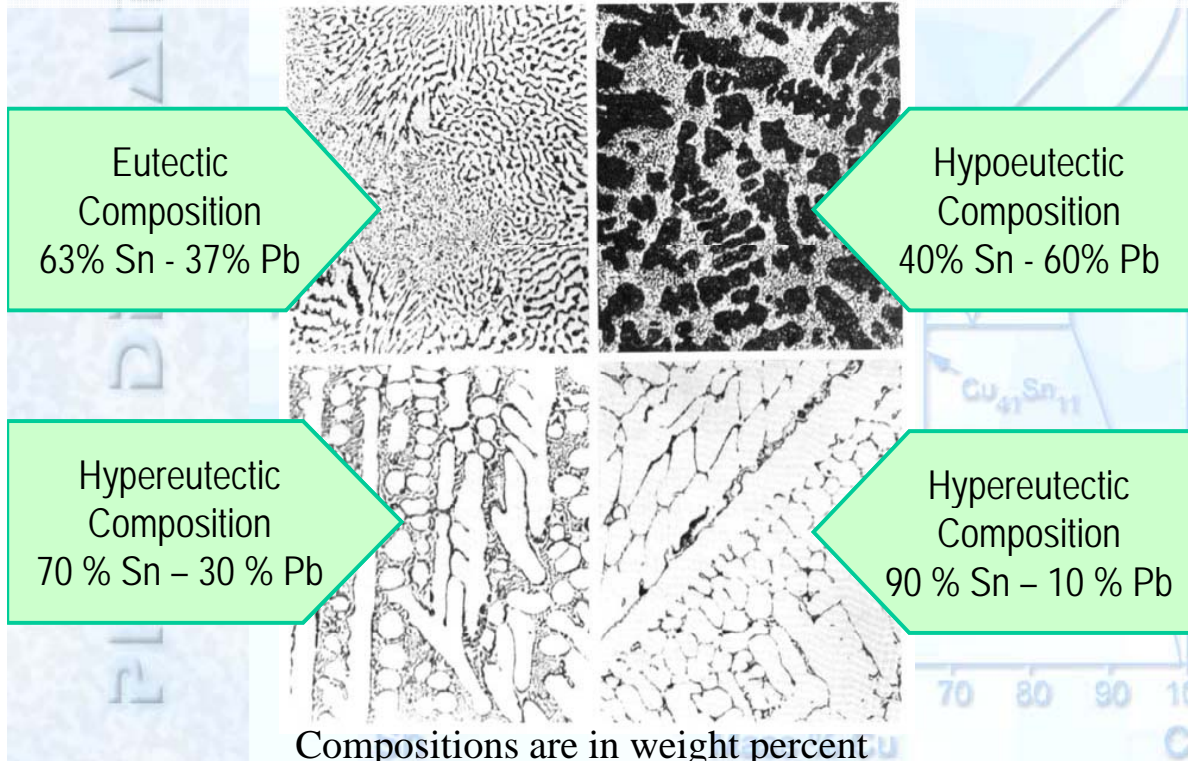 Eutectic
Composition
63% Sn - 37% Pb
Hypoeutectic
Composition
40% Sn - 60% Pb
Cu41Sn11
Hypereutectic
Composition
70 % Sn – 30 % Pb
Hypereutectic
Composition
90 % Sn – 10 % Pb
70 80 90
Compositions are in weight percent
Cu